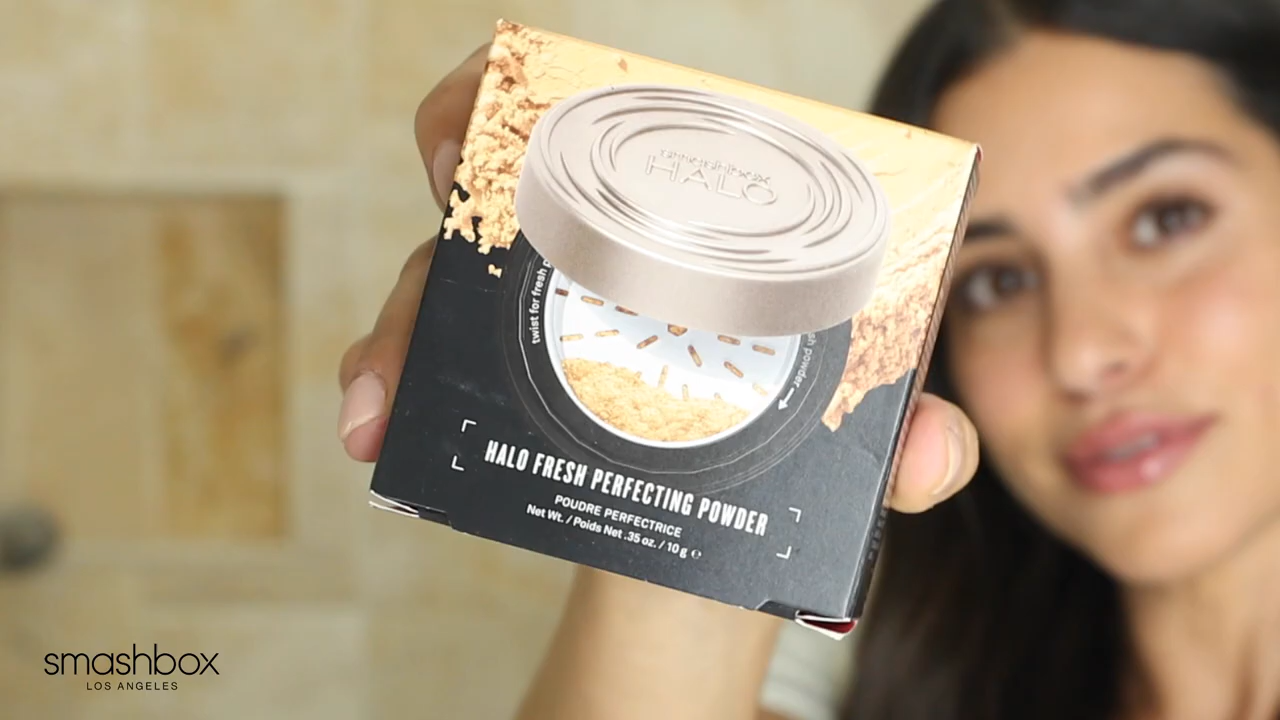 smashbox
HALO
twist for fresh p
sh powder
HALO FRESH PERFECTING POWDER
POUDRE PERFECTRICE
Net Wt. / Poids Net .35 oz. / 10 g ℮
smashbox
LOS ANGELES